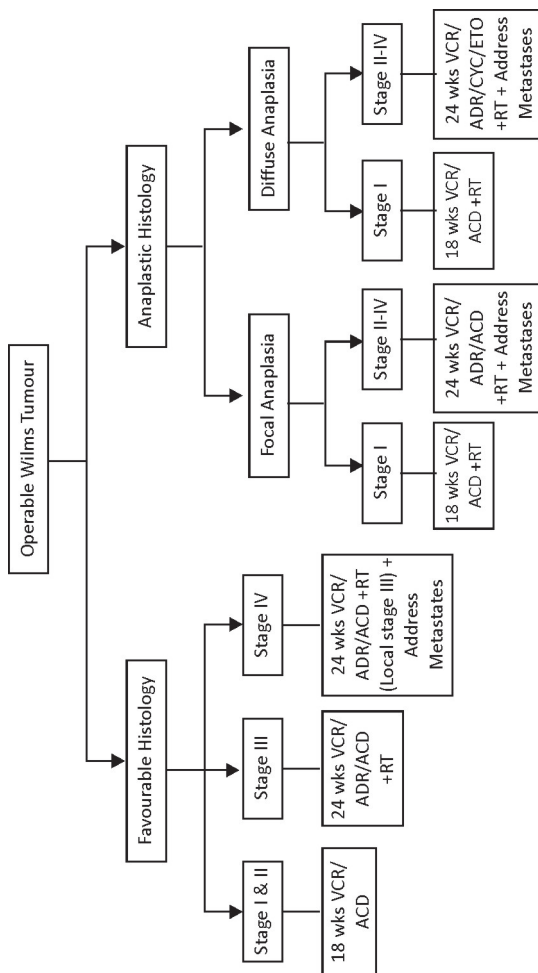 Operable Wilms Tumour
Favourable Histology
Anaplastic Histology
Focal Anaplasia
Diffuse Anaplasia
Stage I & II
Stage III
Stage IV
Stage I
Stage II-IV
Stage I
Stage II-IV
18 wks VCR/
ACD
24 wks VCR/
ADR/ACD
+RT
24 wks VCR/
ADR/ACD +RT
(Local stage III) +
Address
Metastates
18 wks VCR/
ACD +RT
24 wks VCR/
ADR/ACD
+RT + Address
Metastases
18 wks VCR/
ACD +RT
24 wks VCR/
ADR/CYC/ETO
+RT + Address
Metastases